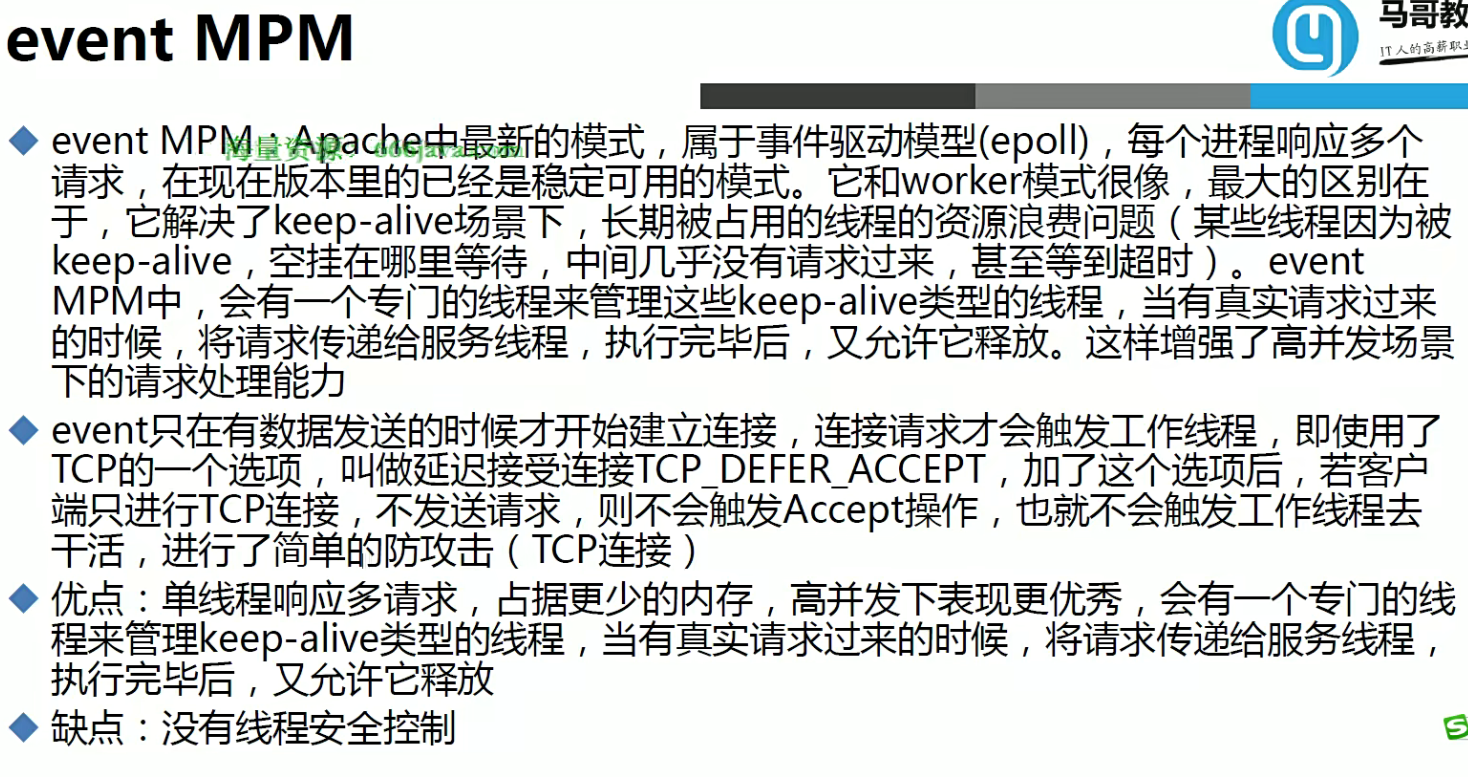 event MPM
马哥教
IT人的高薪职业
event MPM：Apache中最新的模式，属于事件驱动模型(epoll)，每个进程响应多个
海量资源：666java.com
请求，在现在版本里的已经是稳定可用的模式。它和worker模式很像，最大的区别在
于，它解决了keep-alive场景下，长期被占用的线程的资源浪费问题（某些线程因为被
keep-alive，空挂在哪里等待，中间几乎没有请求过来，甚至等到超时）。event
MPM中，会有一个专门的线程来管理这些keep-alive类型的线程，当有真实请求过来
的时候，将请求传递给服务线程，执行完毕后，又允许它释放。这样增强了高并发场景
下的请求处理能力
event只在有数据发送的时候才开始建立连接，连接请求才会触发工作线程，即使用了
TCP的一个选项，叫做延迟接受连接TCP_DEFER_ACCEPT，加了这个选项后，若客户
端只进行TCP连接，不发送请求，则不会触发Accept操作，也就不会触发工作线程去
干活，进行了简单的防攻击（TCP连接）
优点：单线程响应多请求，占据更少的内存，高并发下表现更优秀，会有一个专门的线
程来管理keep-alive类型的线程，当有真实请求过来的时候，将请求传递给服务线程，
执行完毕后，又允许它释放
缺点：没有线程安全控制
S